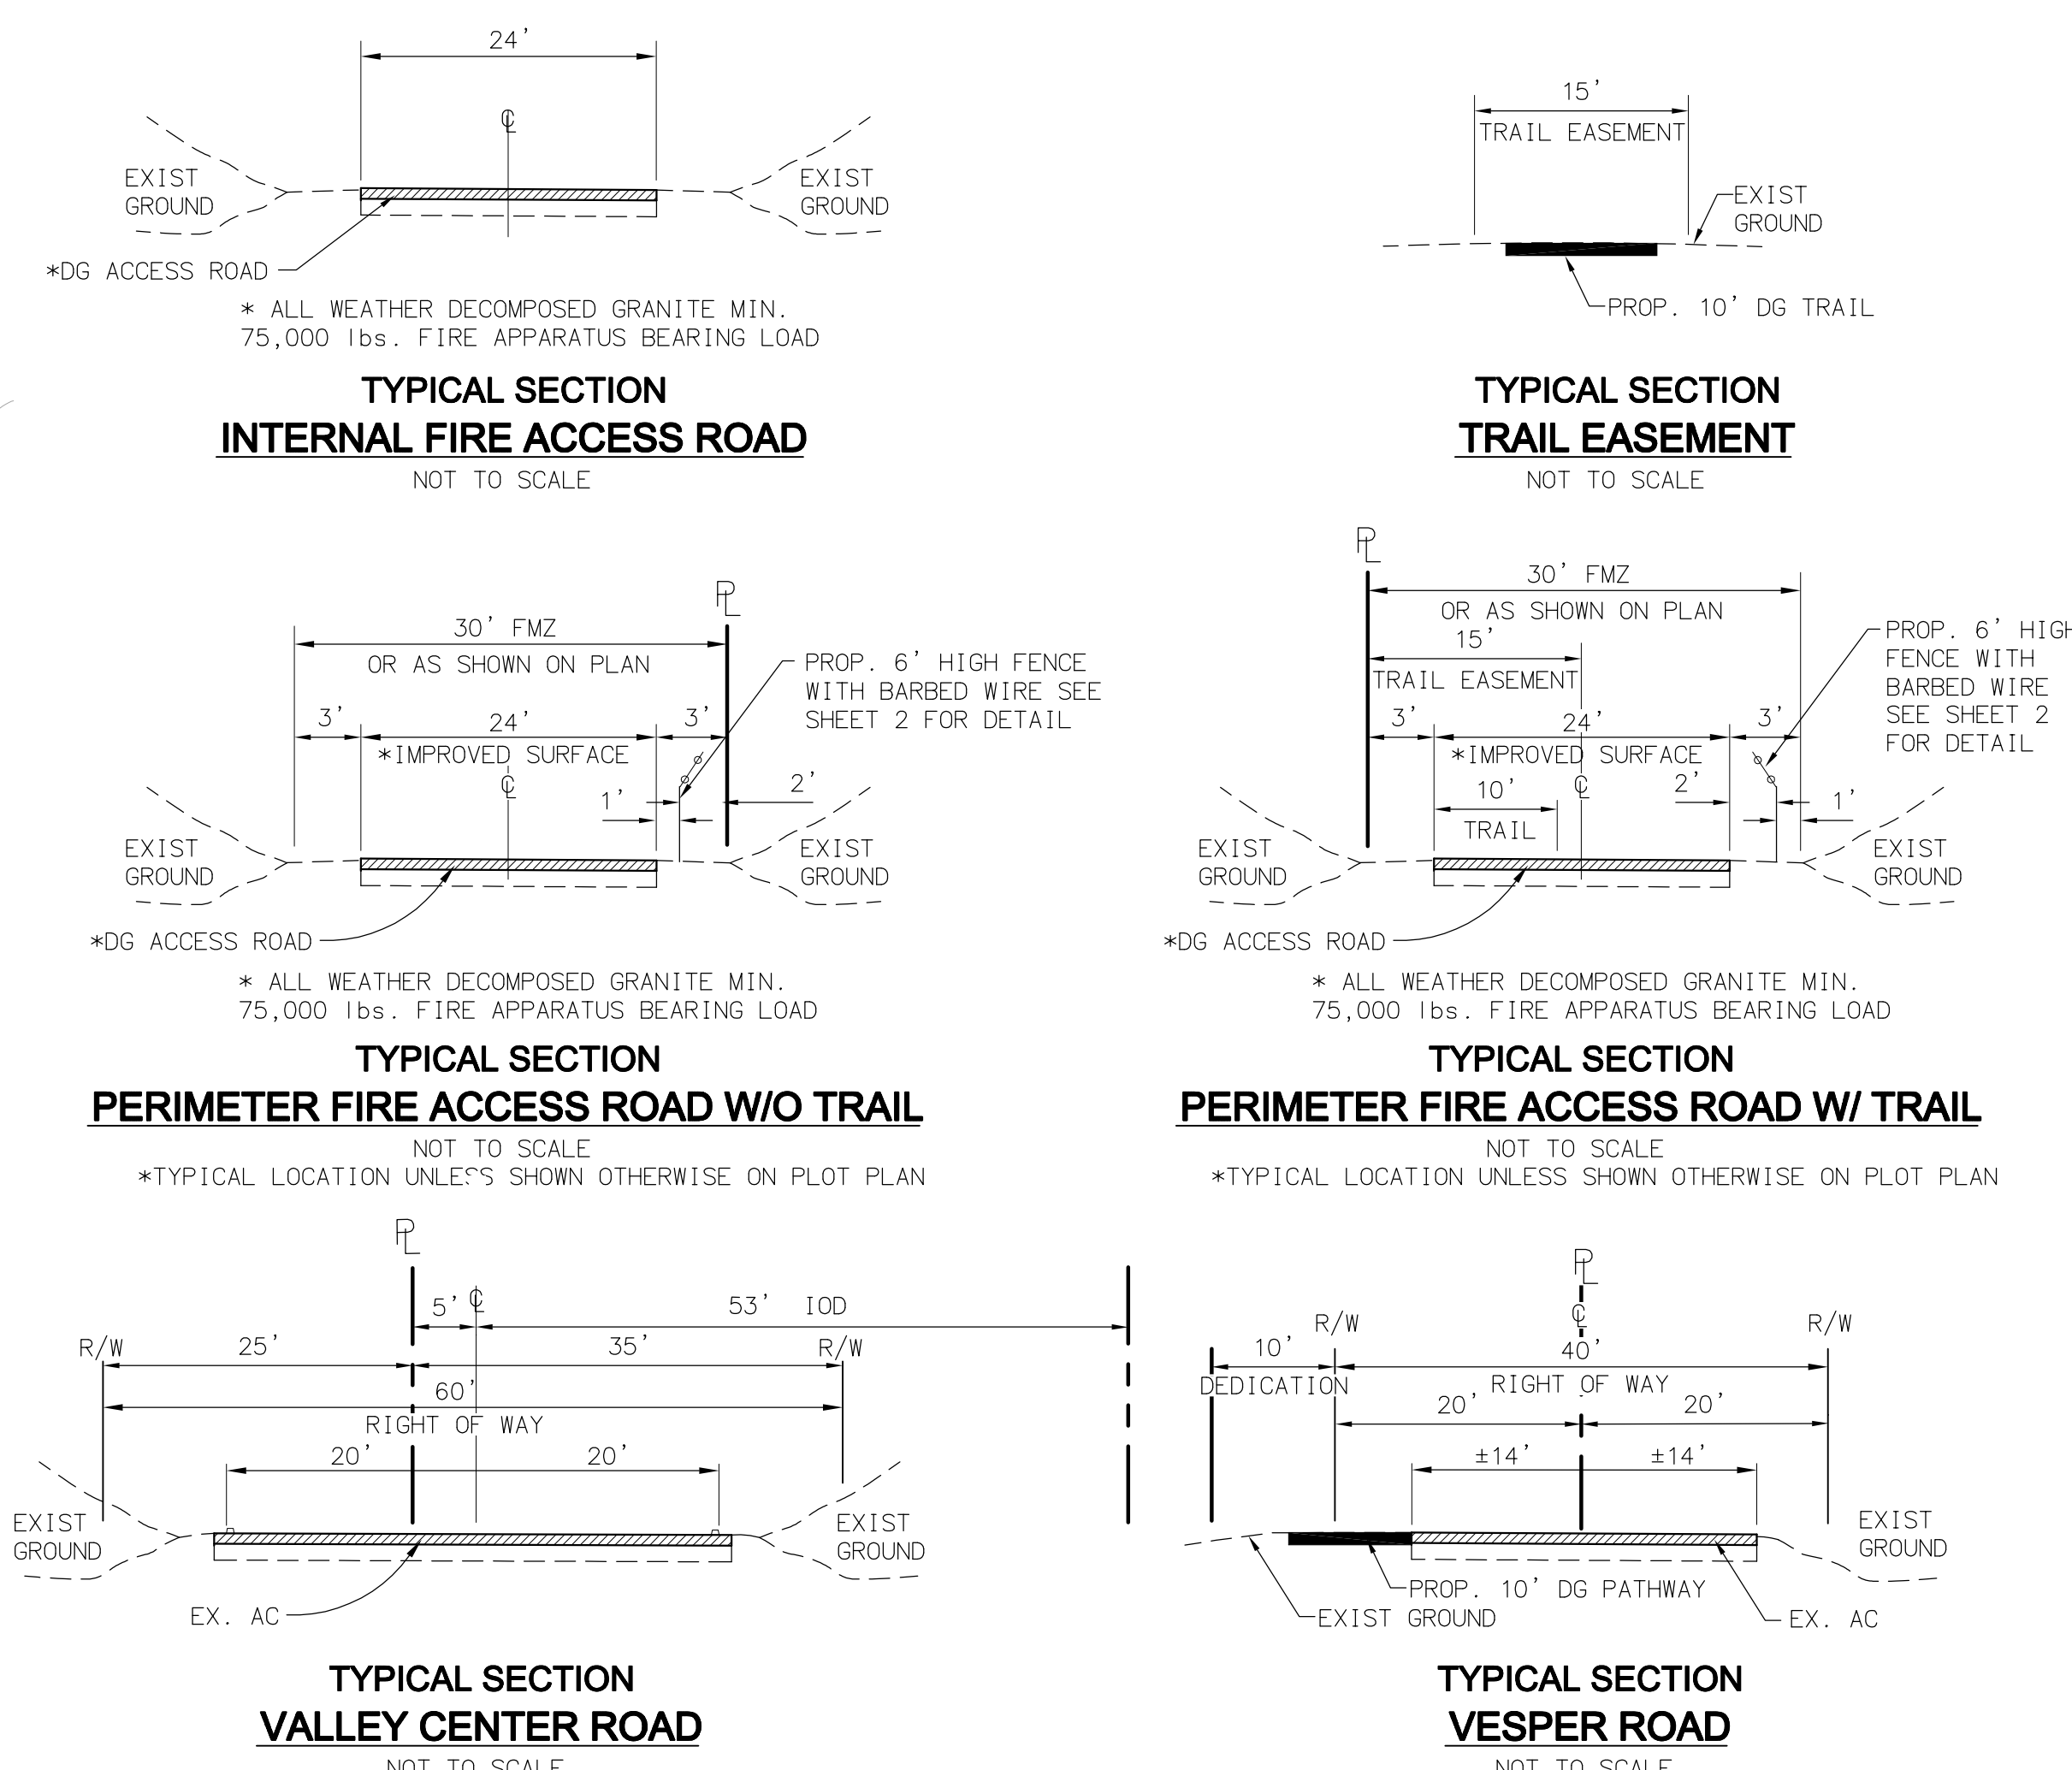 24'
℄
EXIST
GROUND
EXIST
GROUND
*DG ACCESS ROAD
* ALL WEATHER DECOMPOSED GRANITE MIN.
75,000 lbs. FIRE APPARATUS BEARING LOAD
TYPICAL SECTION
INTERNAL FIRE ACCESS ROAD
NOT TO SCALE
15'
TRAIL EASEMENT
EXIST
GROUND
PROP. 10' DG TRAIL
TYPICAL SECTION
TRAIL EASEMENT
NOT TO SCALE
PL
30' FMZ
OR AS SHOWN ON PLAN
PROP. 6' HIGH FENCE
WITH BARBED WIRE SEE
SHEET 2 FOR DETAIL
3'
24'
3'
*IMPROVED SURFACE
℄
1'
2'
EXIST
GROUND
EXIST
GROUND
*DG ACCESS ROAD
* ALL WEATHER DECOMPOSED GRANITE MIN.
75,000 lbs. FIRE APPARATUS BEARING LOAD
TYPICAL SECTION
PERIMETER FIRE ACCESS ROAD W/O TRAIL
NOT TO SCALE
*TYPICAL LOCATION UNLESS SHOWN OTHERWISE ON PLOT PLAN
PL
30' FMZ
OR AS SHOWN ON PLAN
15'
TRAIL EASEMENT
PROP. 6' HIGH
FENCE WITH
BARBED WIRE
SEE SHEET 2
FOR DETAIL
3'
24'
3'
*IMPROVED SURFACE
℄
10'
TRAIL
2'
1'
EXIST
GROUND
EXIST
GROUND
*DG ACCESS ROAD
* ALL WEATHER DECOMPOSED GRANITE MIN.
75,000 lbs. FIRE APPARATUS BEARING LOAD
TYPICAL SECTION
PERIMETER FIRE ACCESS ROAD W/ TRAIL
NOT TO SCALE
*TYPICAL LOCATION UNLESS SHOWN OTHERWISE ON PLOT PLAN
PL
5'
℄
53' IOD
R/W
25'
35'
R/W
60'
RIGHT OF WAY
20'
20'
EXIST
GROUND
EXIST
GROUND
EX. AC
TYPICAL SECTION
VALLEY CENTER ROAD
NOT TO SCALE
PL
℄
R/W
R/W
10'
DEDICATION
40'
RIGHT OF WAY
20'
20'
±14'
±14'
EXIST
GROUND
PROP. 10' DG PATHWAY
EXIST GROUND
EX. AC
TYPICAL SECTION
VESPER ROAD
NOT TO SCALE